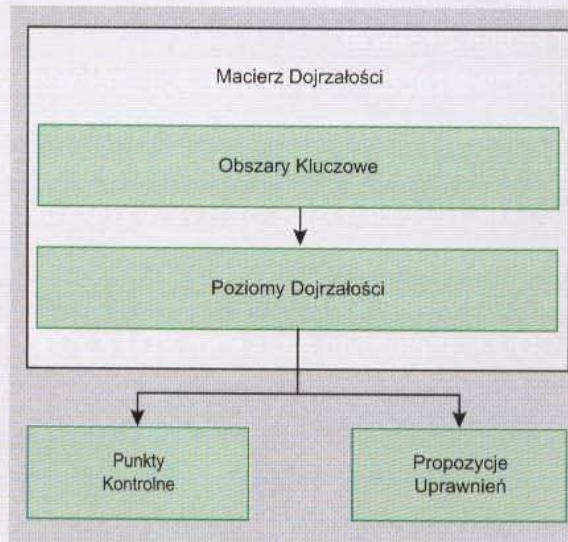 Macierz Dojrzałości
Obszary Kluczowe
Poziomy Dojrzałości
Punkty
Kontrolne
Propozycje
Uprawnień